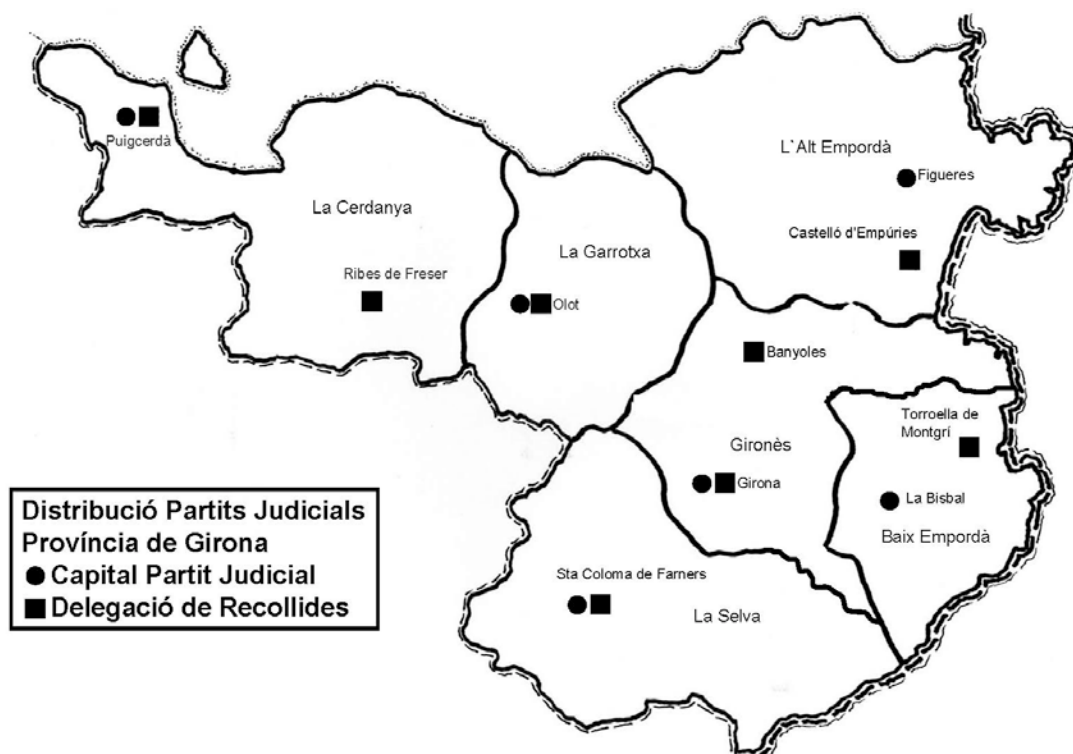 Puigcerdà
L`Alt Empordà
Figueres
La Cerdanya
Castelló d'Empúries
La Garrotxa
Ribes de Freser
Olot
Banyoles
Torroella de
Montgrí
Gironès
Girona
La Bisbal
Baix Empordà
Sta Coloma de Farners
La Selva
Distribució Partits Judicials
Província de Girona
Capital Partit Judicial
Delegació de Recollides